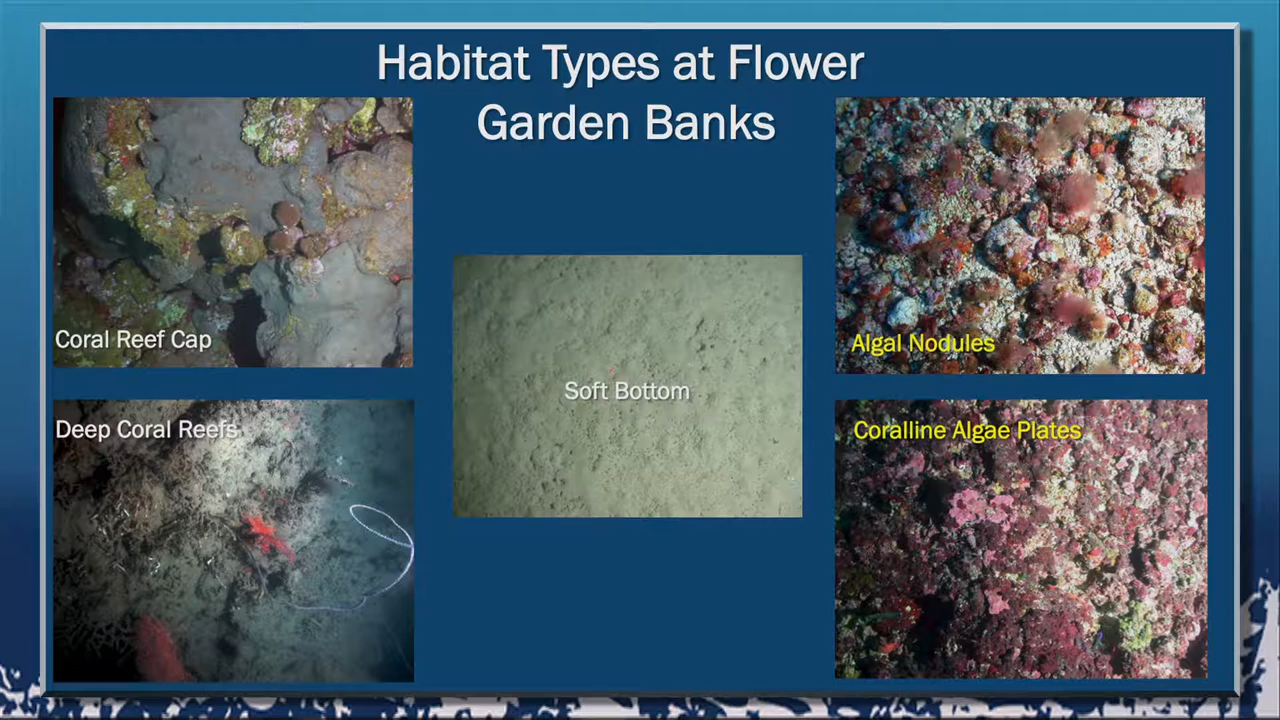 Habitat Types at Flower
Garden Banks
Coral Reef Cap
Algal Nodules
Soft Bottom
Deep Coral Reefs
Coralline Algae Plates